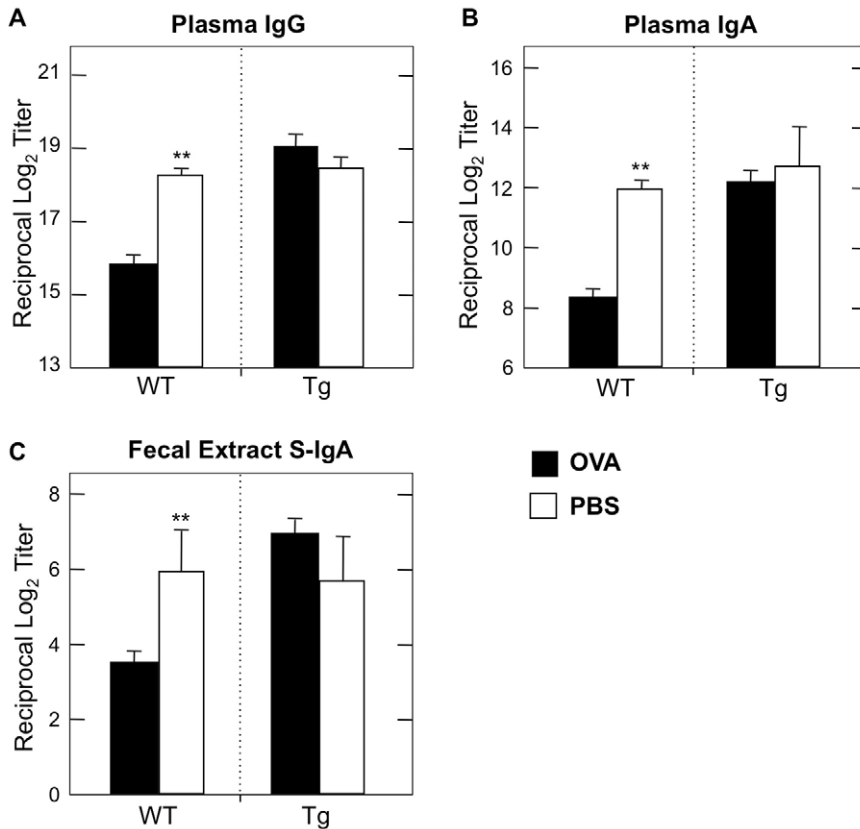 A
Plasma IgG
Reciprocal Log2 Titer
21
19
17
15
13
**
WT
Tg
B
Plasma IgA
Reciprocal Log2 Titer
16
14
12
10
8
6
**
WT
Tg
C
Fecal Extract S-IgA
Reciprocal Log2 Titer
8
6
4
2
0
**
WT
Tg
OVA
PBS